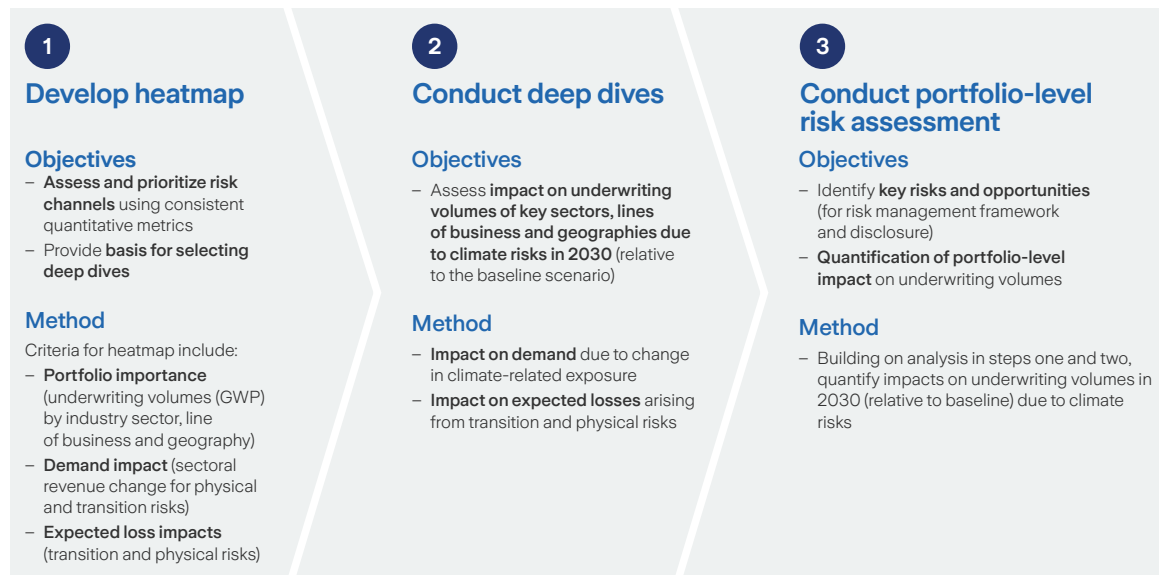 1
Develop heatmap
Objectives
– Assess and prioritize risk
channels using consistent
quantitative metrics
– Provide basis for selecting
deep dives
Method
Criteria for heatmap include:
– Portfolio importance
(underwriting volumes (GWP)
by industry sector, line
of business and geography)
– Demand impact (sectoral
revenue change for physical
and transition risks)
– Expected loss impacts
(transition and physical risks)
2
Conduct deep dives
Objectives
– Assess impact on underwriting
volumes of key sectors, lines
of business and geographies due
to climate risks in 2030 (relative
to the baseline scenario)
Method
– Impact on demand due to change
in climate-related exposure
– Impact on expected losses arising
from transition and physical risks
3
Conduct portfolio-level
risk assessment
Objectives
– Identify key risks and opportunities
(for risk management framework
and disclosure)
– Quantification of portfolio-level
impact on underwriting volumes
Method
– Building on analysis in steps one and two,
quantify impacts on underwriting volumes in
2030 (relative to baseline) due to climate
risks